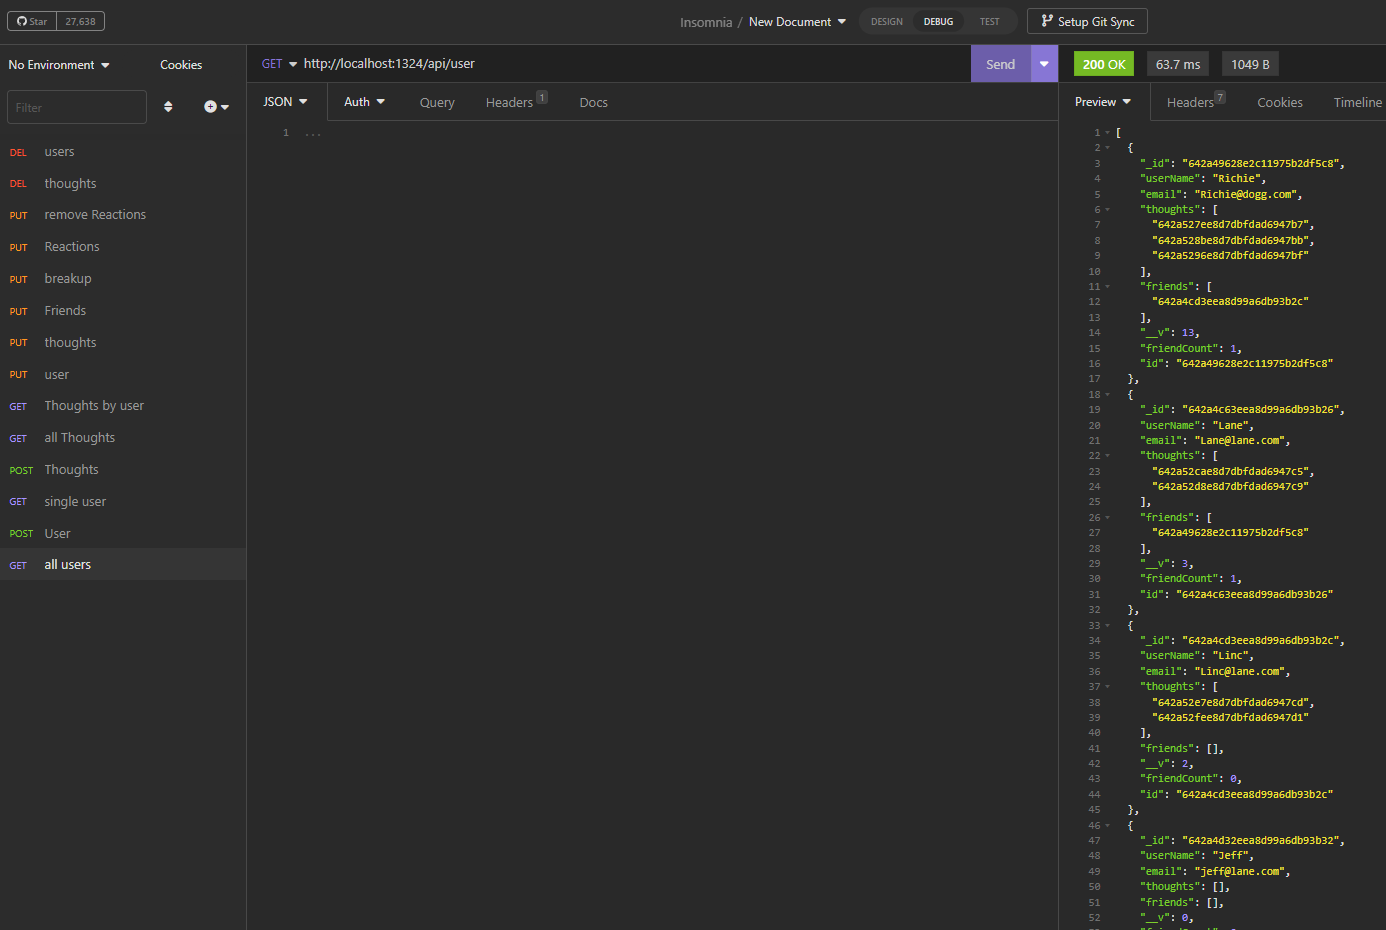 Star 27,638
Insomnia / New Document
DESIGN DEBUG TEST
Setup Git Sync
No Environment Cookies
Filter
DEL users
DEL thoughts
PUT remove Reactions
PUT Reactions
PUT breakup
PUT Friends
PUT thoughts
PUT user
GET Thoughts by user
GET all Thoughts
POST Thoughts
GET single user
POST User
GET all users
GET http://localhost:1324/api/user Send
JSON Auth Query Headers 1 Docs
1 ...
200 OK 63.7 ms 1049 B
Preview Headers 7 Cookies Timeline
1 [
2 {
3 "_id": "642a49628e2c11975b2df5c8",
4 "userName": "Richie",
5 "email": "Richie@dogg.com",
6 "thoughts": [
7 "642a527ee8d7dbfdad6947b7",
8 "642a528be8d7dbfdad6947bb",
9 "642a5296e8d7dbfdad6947bf"
10 ],
11 "friends": [
12 "642a4cd3eea8d99a6db93b2c"
13 ],
14 "__v": 13,
15 "friendCount": 1,
16 "id": "642a49628e2c11975b2df5c8"
17 },
18 {
19 "_id": "642a4c63eea8d99a6db93b26",
20 "userName": "Lane",
21 "email": "Lane@lane.com",
22 "thoughts": [
23 "642a52cae8d7dbfdad6947c5",
24 "642a52d8e8d7dbfdad6947c9"
25 ],
26 "friends": [
27 "642a49628e2c11975b2df5c8"
28 ],
29 "__v": 3,
30 "friendCount": 1,
31 "id": "642a4c63eea8d99a6db93b26"
32 },
33 {
34 "_id": "642a4cd3eea8d99a6db93b2c",
35 "userName": "Linc",
36 "email": "Linc@lane.com",
37 "thoughts": [
38 "642a52e7e8d7dbfdad6947cd",
39 "642a52fee8d7dbfdad6947d1"
40 ],
41 "friends": [],
42 "__v": 2,
43 "friendCount": 0,
44 "id": "642a4cd3eea8d99a6db93b2c"
45 },
46 {
47 "_id": "642a4d32eea8d99a6db93b32",
48 "userName": "Jeff",
49 "email": "jeff@lane.com",
50 "thoughts": [],
51 "friends": [],
52 "__v": 0,